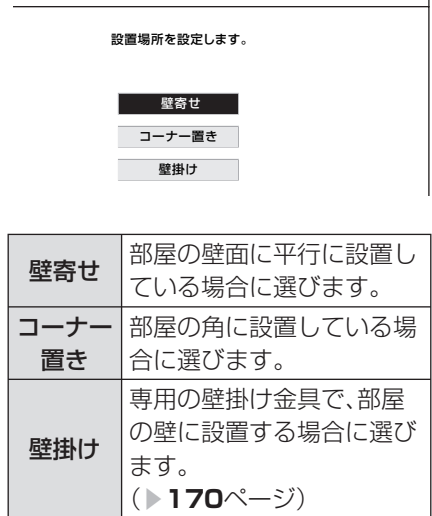 設置場所を設定します。
壁寄せ
コーナー置き
壁掛け
壁寄せ
部屋の壁面に平行に設置し
ている場合に選びます。
コーナー
置き
部屋の角に設置している場
合に選びます。
壁掛け
専用の壁掛け金具で、部屋
の壁に設置する場合に選び
ます。
(▶170ページ)